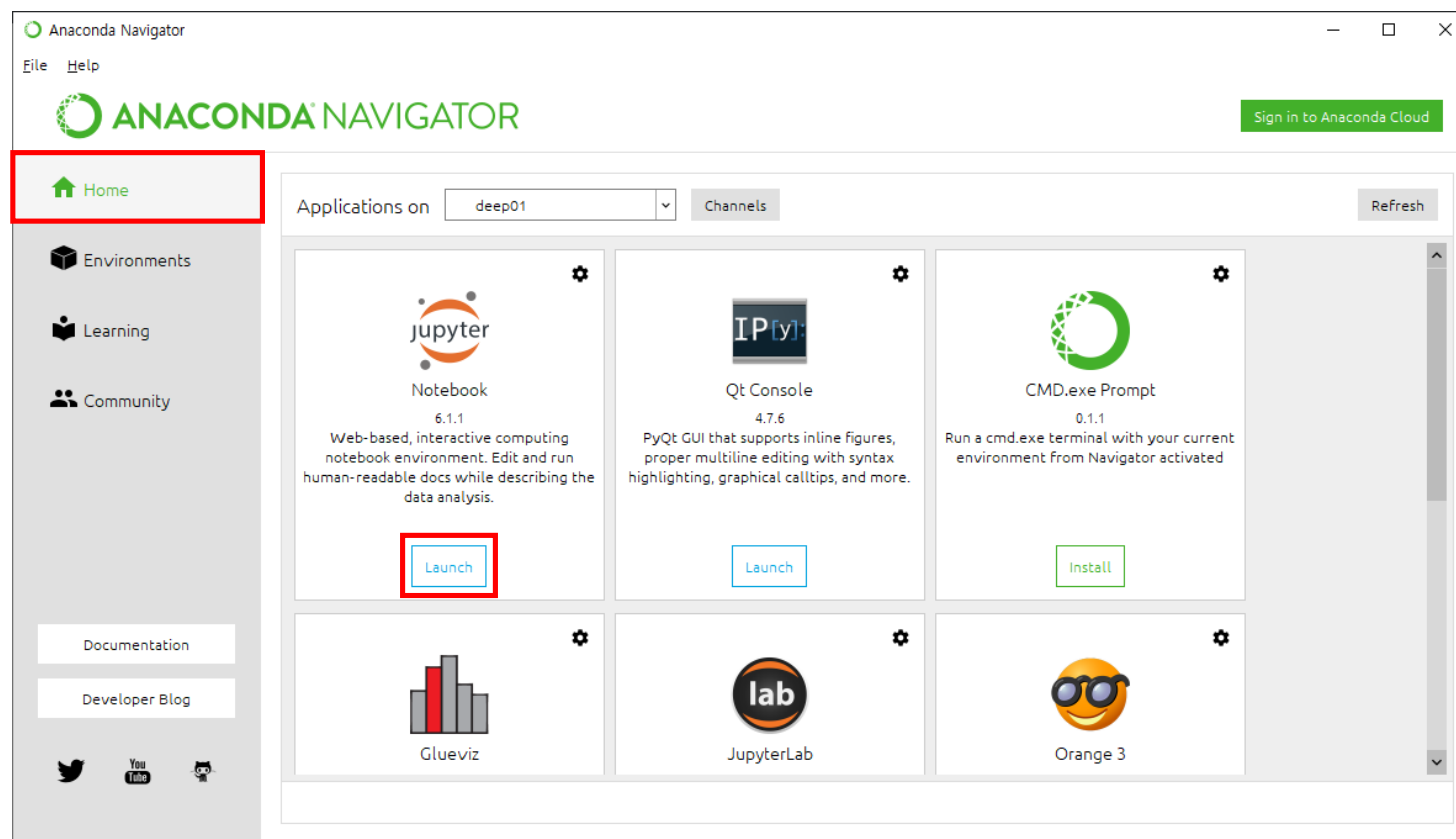 Anaconda Navigator
File Help
ANACONDA NAVIGATOR
Sign in to Anaconda Cloud
Home
Environments
Learning
Community
Documentation
Developer Blog
You
Tube
Applications on deep01 Channels Refresh
jupyter
Notebook
6.1.1
Web-based, interactive computing
notebook environment. Edit and run
human-readable docs while describing the
data analysis.
Launch
IP[y]:
Qt Console
4.7.6
PyQt GUI that supports inline figures,
proper multiline editing with syntax
highlighting, graphical calltips, and more.
Launch
CMD.exe Prompt
0.1.1
Run a cmd.exe terminal with your current
environment from Navigator activated
Install
Glueviz
lab
JupyterLab
Orange 3